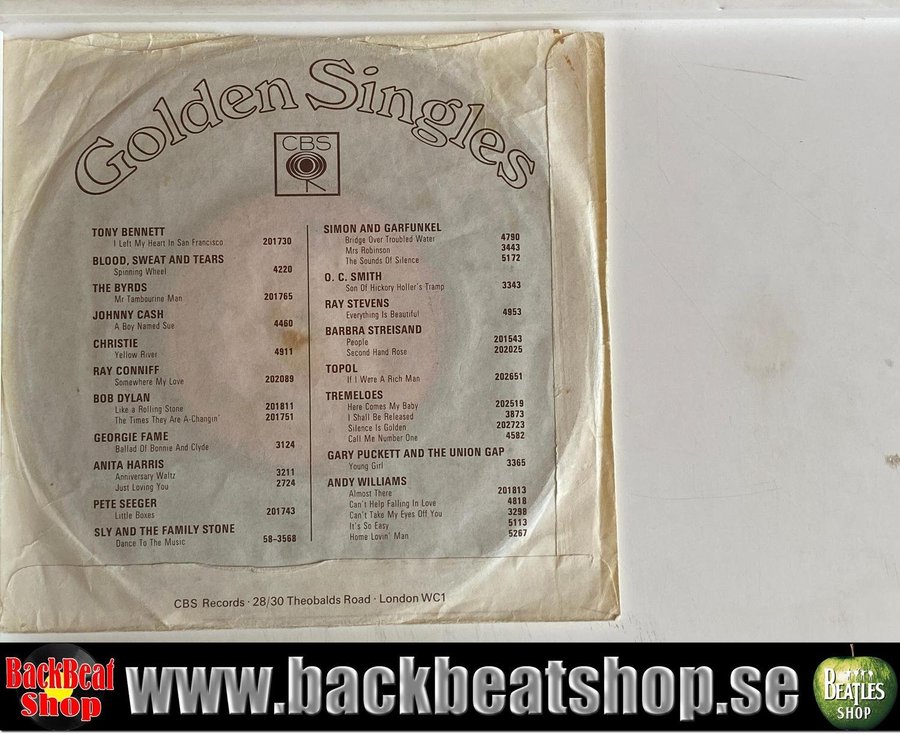 Golden Singles
CBS
TONY BENNETT
I Left My Heart In San Francisco 201730
BLOOD, SWEAT AND TEARS
Spinning Wheel 4220
THE BYRDS
Mr Tambourine Man 201765
JOHNNY CASH
A Boy Named Sue 4460
CHRISTIE
Yellow River 4911
RAY CONNIFF
Somewhere My Love 202089
BOB DYLAN
Like a Rolling Stone 201811
The Times They Are A-Changin' 201751
GEORGIE FAME
Ballad Of Bonnie And Clyde 3124
ANITA HARRIS
Anniversary Waltz 3211
Just Loving You 2724
PETE SEEGER
Little Boxes 201743
SLY AND THE FAMILY STONE
Dance To The Music 58-3568
SIMON AND GARFUNKEL
Bridge Over Troubled Water 4790
Mrs Robinson 3443
The Sounds Of Silence 5172
O. C. SMITH
Son Of Hickory Holler's Tramp 3343
RAY STEVENS
Everything Is Beautiful 4953
BARBRA STREISAND
People 201543
Second Hand Rose 202025
TOPOL
If I Were A Rich Man 202651
TREMELOES
Here Comes My Baby 202519
I Shall Be Released 3873
Silence Is Golden 202723
Call Me Number One 4582
GARY PUCKETT AND THE UNION GAP
Young Girl 3365
ANDY WILLIAMS
Almost There 201813
Can't Help Falling In Love 4818
Can't Take My Eyes Off You 3298
It's So Easy 5113
Home Lovin' Man 5267
CBS Records · 28/30 Theobalds Road · London WC1
BackBeat
Shop
www.backbeatshop.se
THE
BEATLES
SHOP